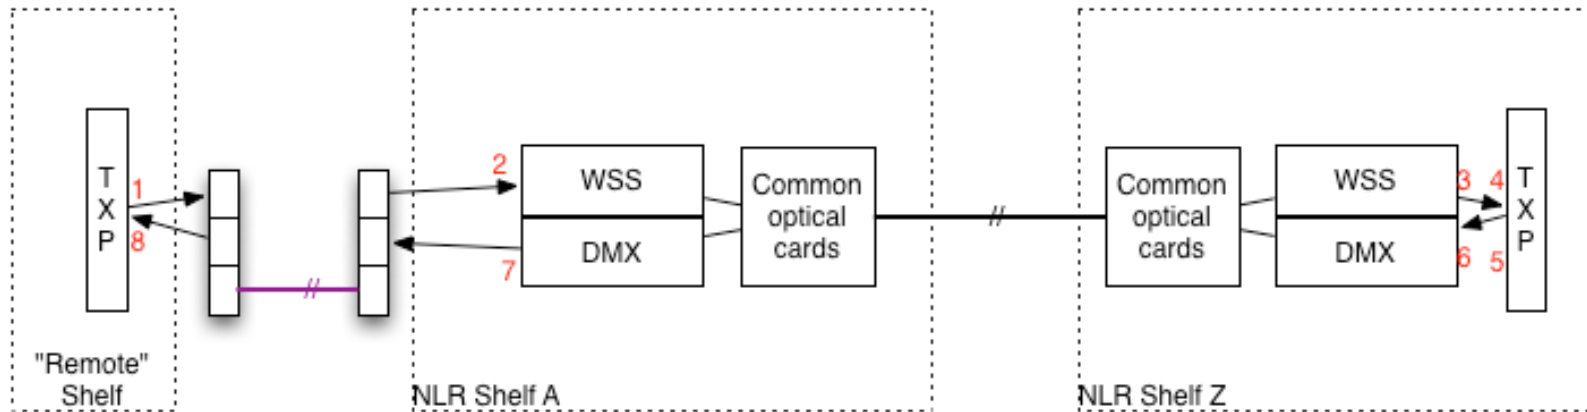 T
X
P
1
8
"Remote"
Shelf
2
7
WSS
DMX
Common
optical
cards
NLR Shelf A
//
//
Common
optical
cards
WSS
DMX
3 4
6 5
T
X
P
NLR Shelf Z